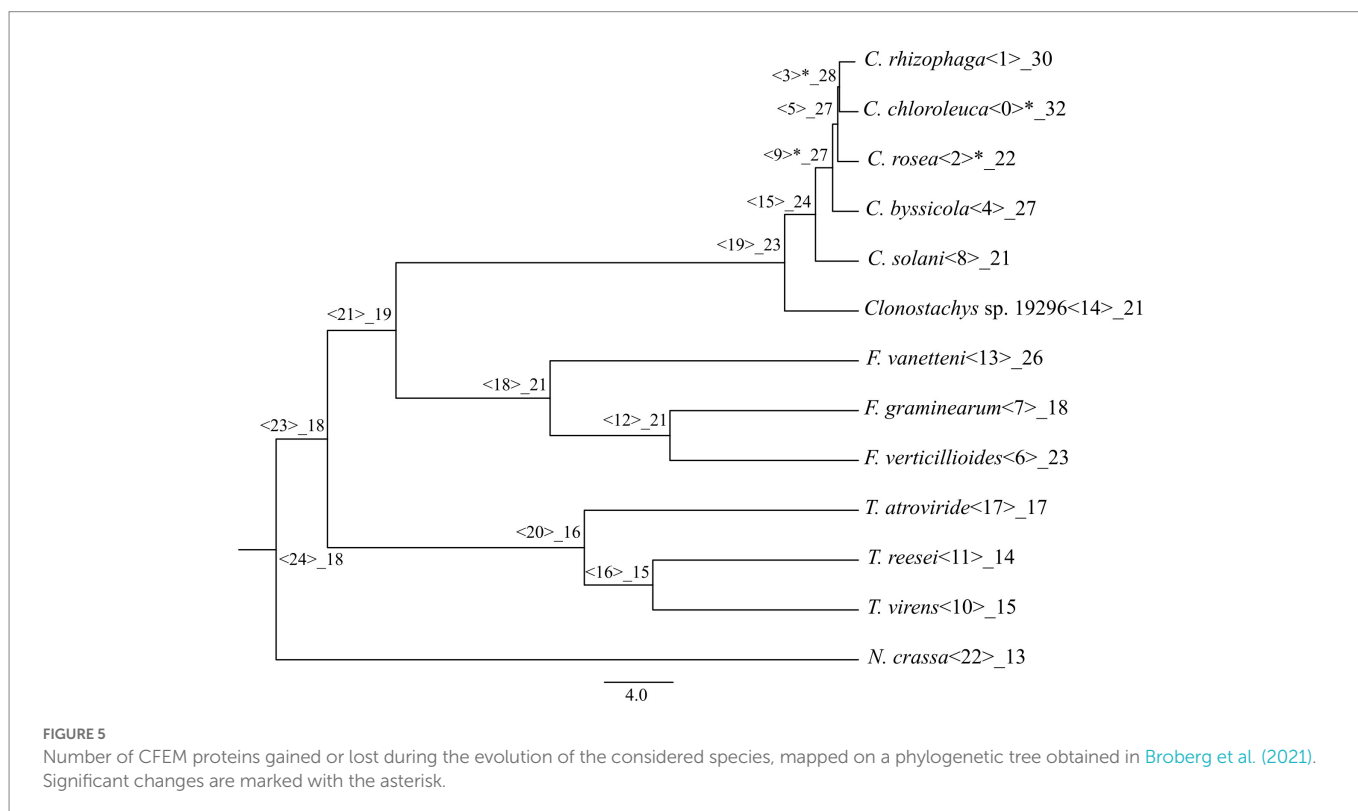 C. rhizophaga<1>_30
<3>*_28
<5>_27
C. chloroleuca<0>*_32
<9>*_27
C. rosea<2>*_22
<15>_24
C. byssicola<4>_27
<19>_23
C. solani<8>_21
Clonostachys sp. 19296<14>_21
<21>_19
F. vanetteni<13>_26
<18>_21
F. graminearum<7>_18
<12>_21
<23>_18
F. verticillioides<6>_23
T. atroviride<17>_17
<20>_16
<24>_18
T. reesei<11>_14
<16>_15
T. virens<10>_15
N. crassa<22>_13
4.0
FIGURE 5
Number of CFEM proteins gained or lost during the evolution of the considered species, mapped on a phylogenetic tree obtained in Broberg et al. (2021).
Significant changes are marked with the asterisk.